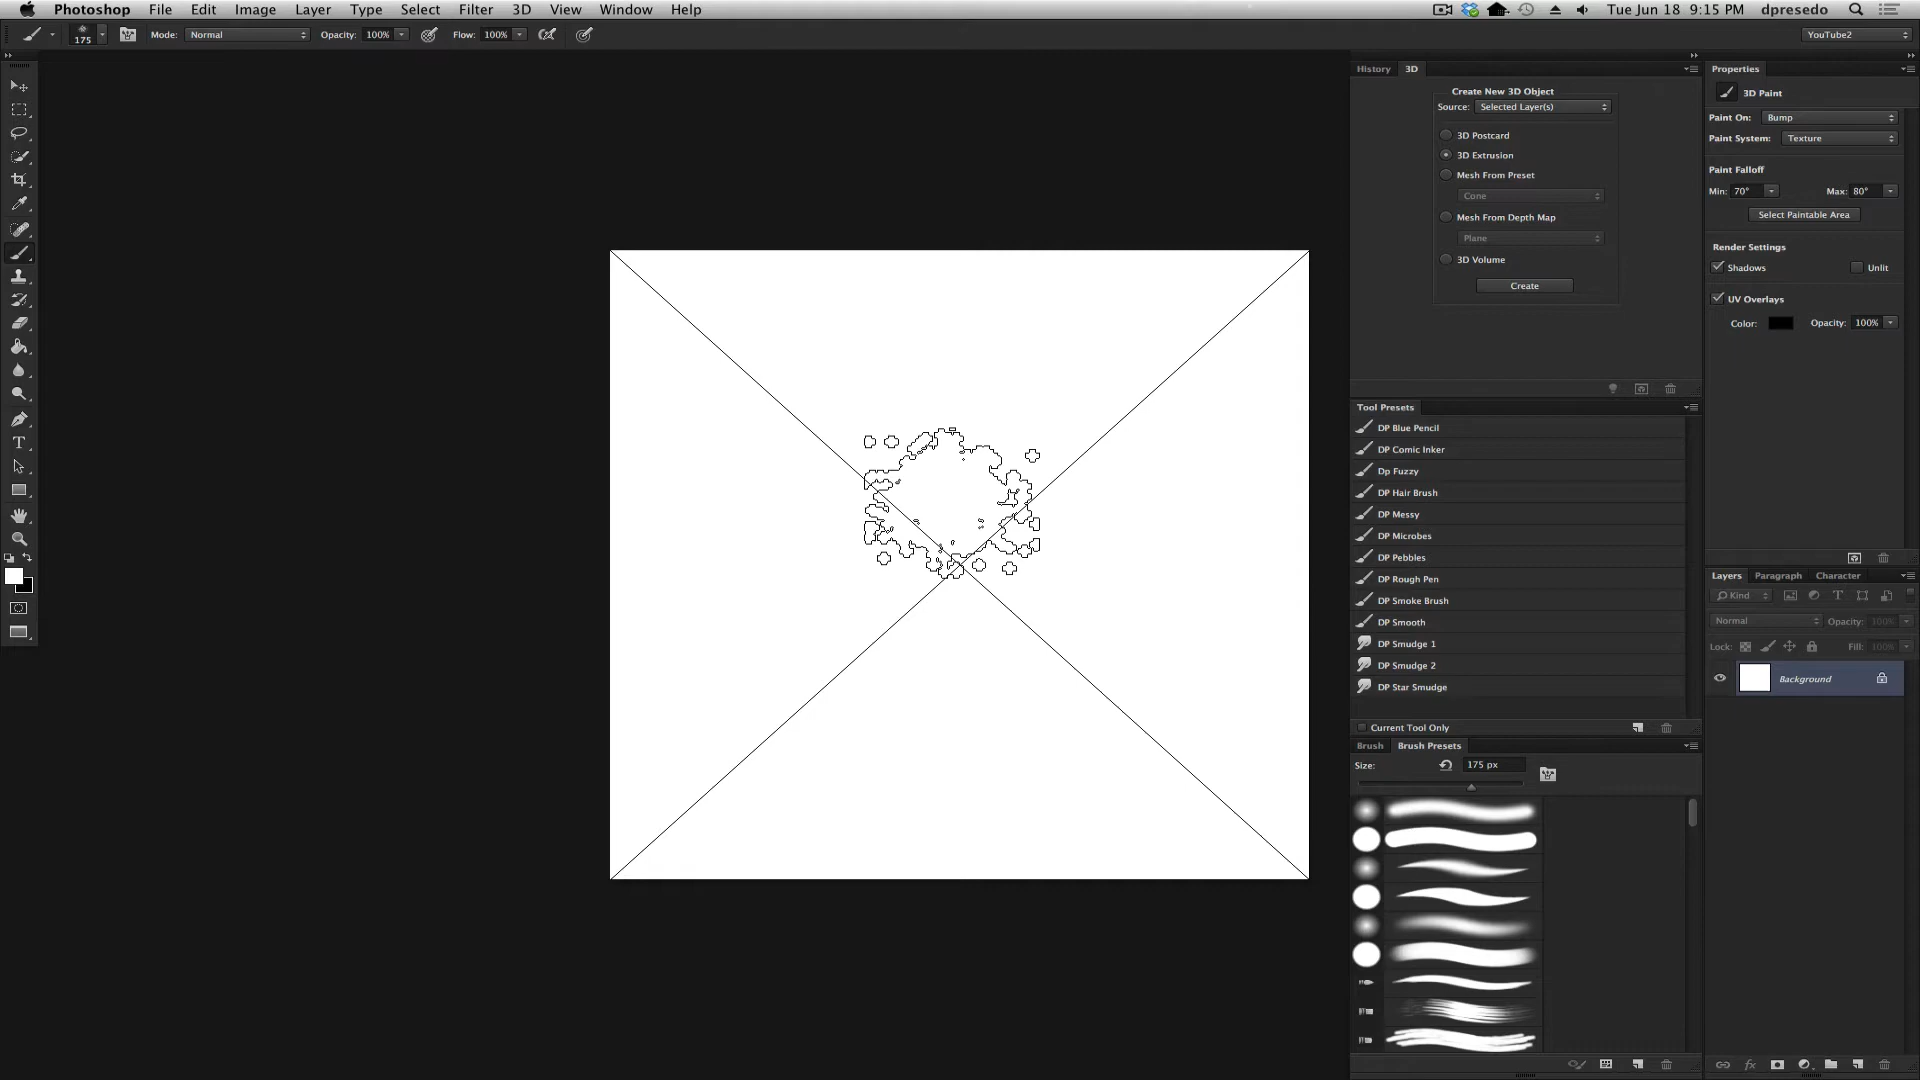 Photoshop File Edit Image Layer Type Select Filter 3D View Window Help Tue Jun 18 9:15 PM dpresedo
175 Mode: Normal Opacity: 100% Flow: 100% YouTube2
History 3D
Create New 3D Object
Source: Selected Layer(s)
3D Postcard
3D Extrusion
Mesh From Preset
Cone
Mesh From Depth Map
Plane
3D Volume
Create
Properties
3D Paint
Paint On: Bump
Paint System: Texture
Paint Falloff
Min: 70° Max: 80°
Select Paintable Area
Render Settings
Shadows Unlit
UV Overlays
Color: Opacity: 100%
Tool Presets
DP Blue Pencil
DP Comic Inker
Dp Fuzzy
DP Hair Brush
DP Messy
DP Microbes
DP Pebbles
DP Rough Pen
DP Smoke Brush
DP Smooth
DP Smudge 1
DP Smudge 2
DP Star Smudge
Current Tool Only
Brush Brush Presets
Size: 175 px
Layers Paragraph Character
Kind
Normal Opacity: 100%
Lock: Fill: 100%
Background